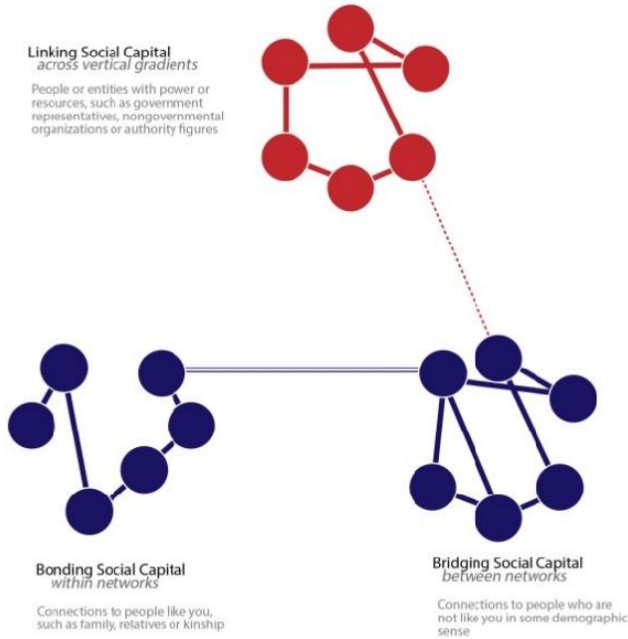 Linking Social Capital
across vertical gradients
People or entities with power or
resources, such as government
representatives, nongovernmental
organizations or authority figures
Bonding Social Capital
within networks
Connections to people like you,
such as family, relatives or kinship
Bridging Social Capital
between networks
Connections to people who are
not like you in some demographic
sense